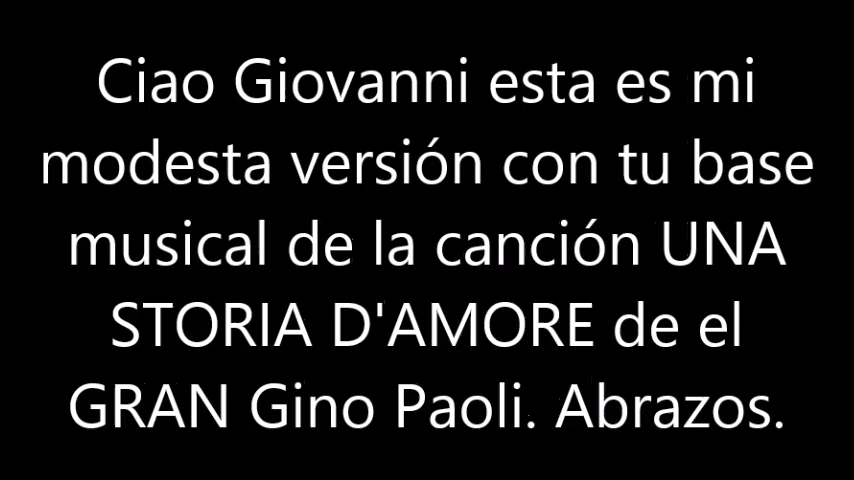 Ciao Giovanni esta es mi
modesta versión con tu base
musical de la canción UNA
STORIA D'AMORE de el
GRAN Gino Paoli. Abrazos.